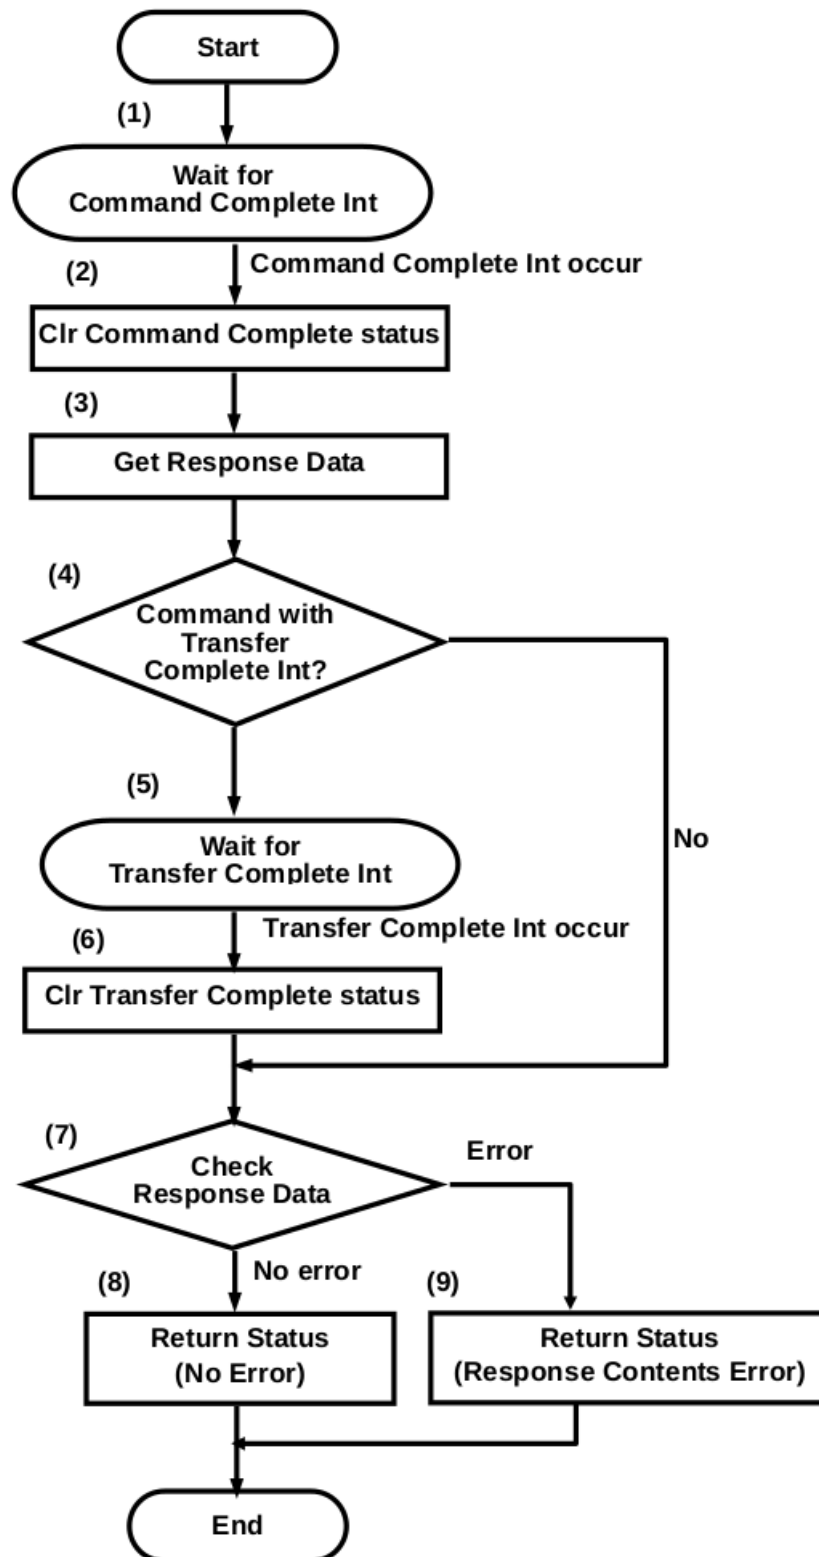 Start
(1)
Wait for
Command Complete Int
(2)
Command Complete Int occur
Clr Command Complete status
(3)
Get Response Data
(4)
Command with
Transfer
Complete Int?
(5)
No
Wait for
Transfer Complete Int
(6)
Transfer Complete Int occur
Clr Transfer Complete status
(7)
Error
Check
Response Data
No error
(8)
(9)
Return Status
(No Error)
Return Status
(Response Contents Error)
End